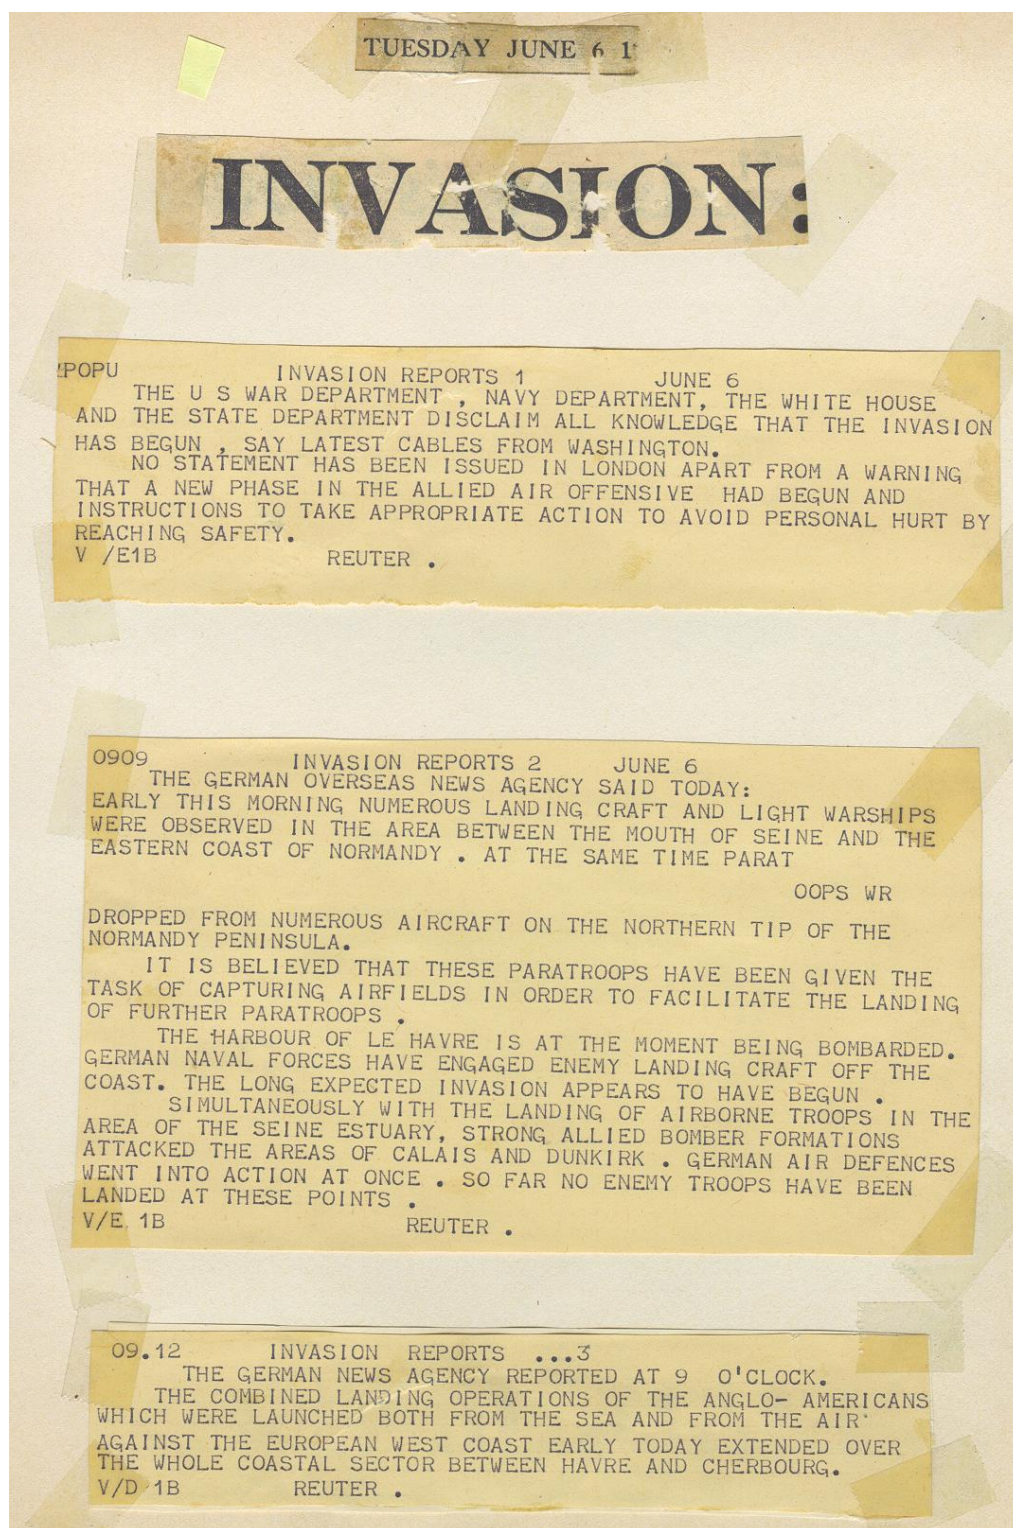 TUESDAY JUNE 6 1
INVASION:
POPU INVASION REPORTS 1 JUNE 6
THE U S WAR DEPARTMENT , NAVY DEPARTMENT, THE WHITE HOUSE
AND THE STATE DEPARTMENT DISCLAIM ALL KNOWLEDGE THAT THE INVASION
HAS BEGUN , SAY LATEST CABLES FROM WASHINGTON.
NO STATEMENT HAS BEEN ISSUED IN LONDON APART FROM A WARNING
THAT A NEW PHASE IN THE ALLIED AIR OFFENSIVE HAD BEGUN AND
INSTRUCTIONS TO TAKE APPROPRIATE ACTION TO AVOID PERSONAL HURT BY
REACHING SAFETY.
V /E1B REUTER .
0909 INVASION REPORTS 2 JUNE 6
THE GERMAN OVERSEAS NEWS AGENCY SAID TODAY:
EARLY THIS MORNING NUMEROUS LANDING CRAFT AND LIGHT WARSHIPS
WERE OBSERVED IN THE AREA BETWEEN THE MOUTH OF SEINE AND THE
EASTERN COAST OF NORMANDY . AT THE SAME TIME PARAT
OOPS WR
DROPPED FROM NUMEROUS AIRCRAFT ON THE NORTHERN TIP OF THE
NORMANDY PENINSULA.
IT IS BELIEVED THAT THESE PARATROOPS HAVE BEEN GIVEN THE
TASK OF CAPTURING AIRFIELDS IN ORDER TO FACILITATE THE LANDING
OF FURTHER PARATROOPS .
THE HARBOUR OF LE HAVRE IS AT THE MOMENT BEING BOMBARDED.
GERMAN NAVAL FORCES HAVE ENGAGED ENEMY LANDING CRAFT OFF THE
COAST. THE LONG EXPECTED INVASION APPEARS TO HAVE BEGUN .
SIMULTANEOUSLY WITH THE LANDING OF AIRBORNE TROOPS IN THE
AREA OF THE SEINE ESTUARY, STRONG ALLIED BOMBER FORMATIONS
ATTACKED THE AREAS OF CALAIS AND DUNKIRK . GERMAN AIR DEFENCES
WENT INTO ACTION AT ONCE . SO FAR NO ENEMY TROOPS HAVE BEEN
LANDED AT THESE POINTS .
V/E 1B REUTER .
09.12 INVASION REPORTS ...3
THE GERMAN NEWS AGENCY REPORTED AT 9 O'CLOCK.
THE COMBINED LANDING OPERATIONS OF THE ANGLO- AMERICANS
WHICH WERE LAUNCHED BOTH FROM THE SEA AND FROM THE AIR
AGAINST THE EUROPEAN WEST COAST EARLY TODAY EXTENDED OVER
THE WHOLE COASTAL SECTOR BETWEEN HAVRE AND CHERBOURG.
V/D 1B REUTER .